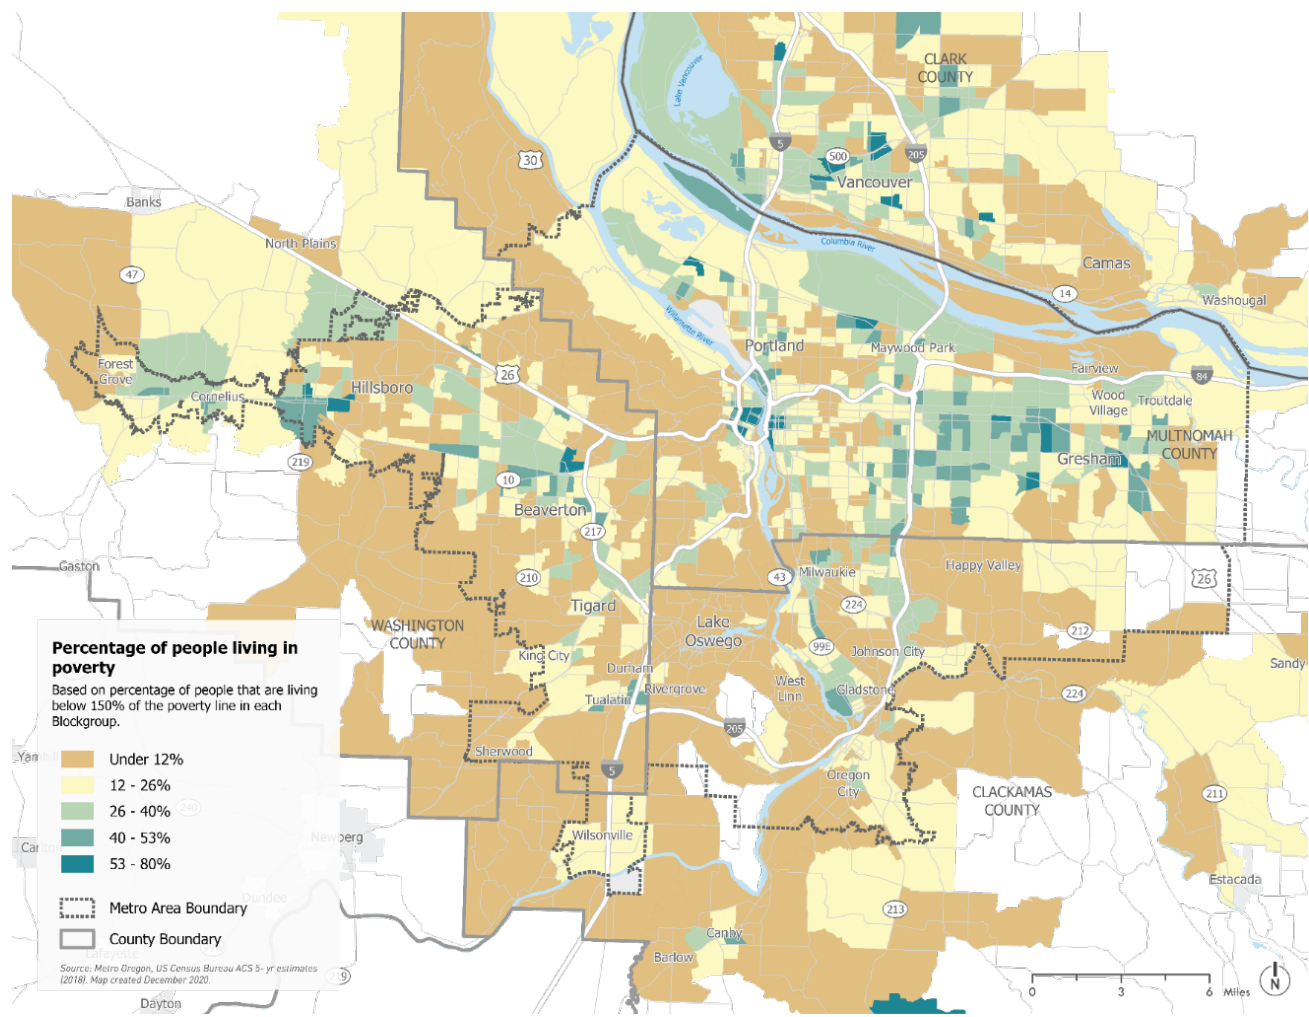 CLARK
COUNTY
Lake Vancouver
5
205
500
30
Vancouver
Banks
North Plains
47
Columbia River
Camas
14
Washougal
Willamette River
Portland
Maywood Park
Fairview
84
Forest
Grove
Cornelius
Hillsboro
26
Wood
Village
Troutdale
MULTNOMAH
COUNTY
Gresham
219
10
Beaverton
217
Gaston
210
43
Milwaukie
Happy Valley
26
Tigard
224
WASHINGTON
COUNTY
Lake
Oswego
212
99E
Johnson City
King City
Durham
Sandy
Rivergrove
West
Linn
Gladstone
224
Tualatin
205
Sherwood
5
Oregon
City
CLACKAMAS
COUNTY
211
Wilsonville
Estacada
213
Canby
Barlow
Percentage of people living in
poverty
Based on percentage of people that are living
below 150% of the poverty line in each
Blockgroup.
Under 12%
12 - 26%
26 - 40%
40 - 53%
53 - 80%
Metro Area Boundary
County Boundary
Source: Metro Oregon, US Census Bureau ACS 5- yr estimates
(2018). Map created December 2020.
240
Newberg
Dundee
Lafayette
219
Dayton
0 3 6 Miles
N